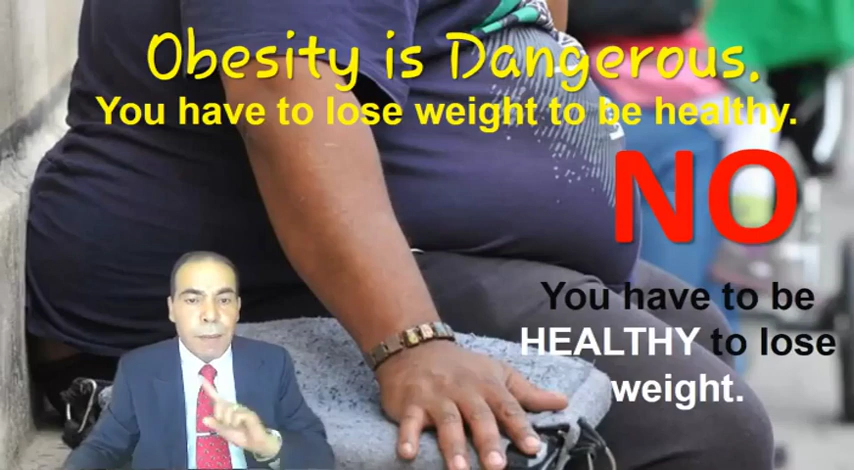 Obesity is Dangerous.
You have to lose weight to be healthy.
NO
You have to be
HEALTHY to lose
weight.